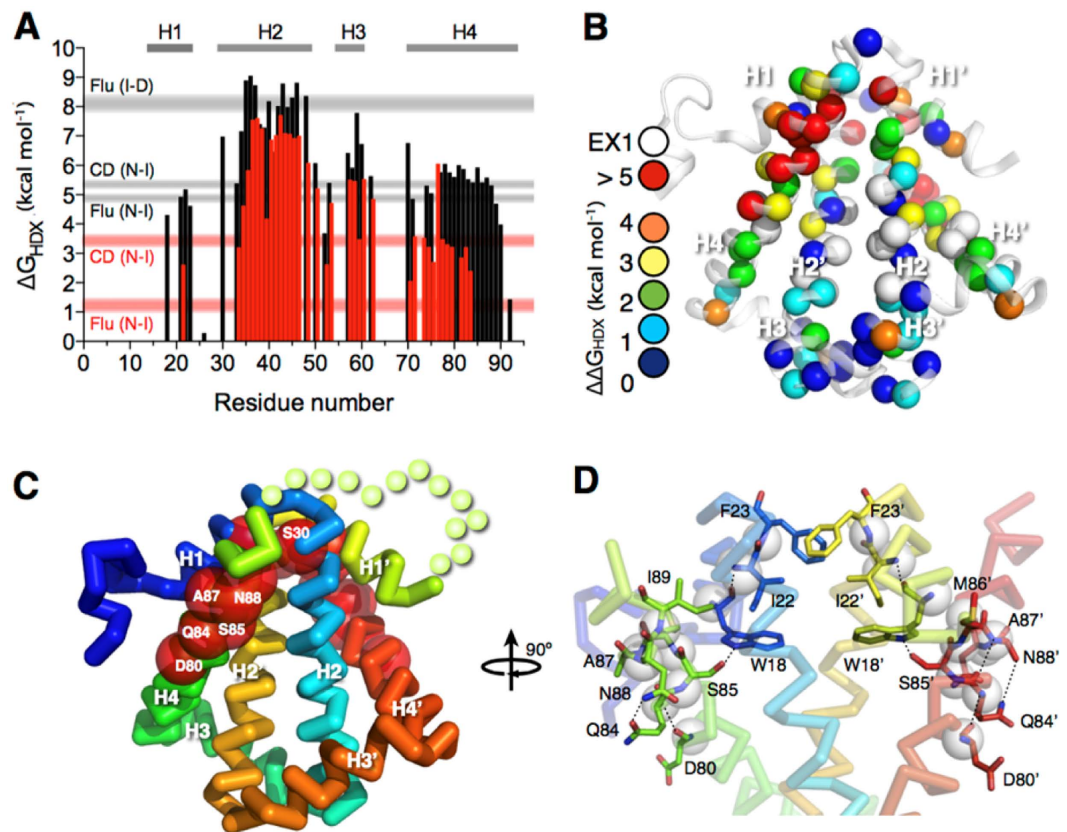 A
H1 H2 H3 H4
ΔG HDX (kcal mol⁻¹)
10
9
8
7
6
5
4
3
2
1
0
Flu (I-D)
CD (N-I)
Flu (N-I)
CD (N-I)
Flu (N-I)
0 10 20 30 40 50 60 70 80 90
Residue number
B
EX1
> 5
4
3
2
1
0
ΔΔG HDX (kcal mol⁻¹)
H1 H1'
H4 H4'
H2' H2
H3 H3'
C
S30
H1 H1'
A87 N88
Q84 S85
D80
H2' H2
H4 H4'
H3
H3'
90°
D
F23 F23'
I89 M86'
I22 I22' A87'
A87 W18 W18' N88'
N88 S85 S85'
Q84 Q84'
D80 D80'